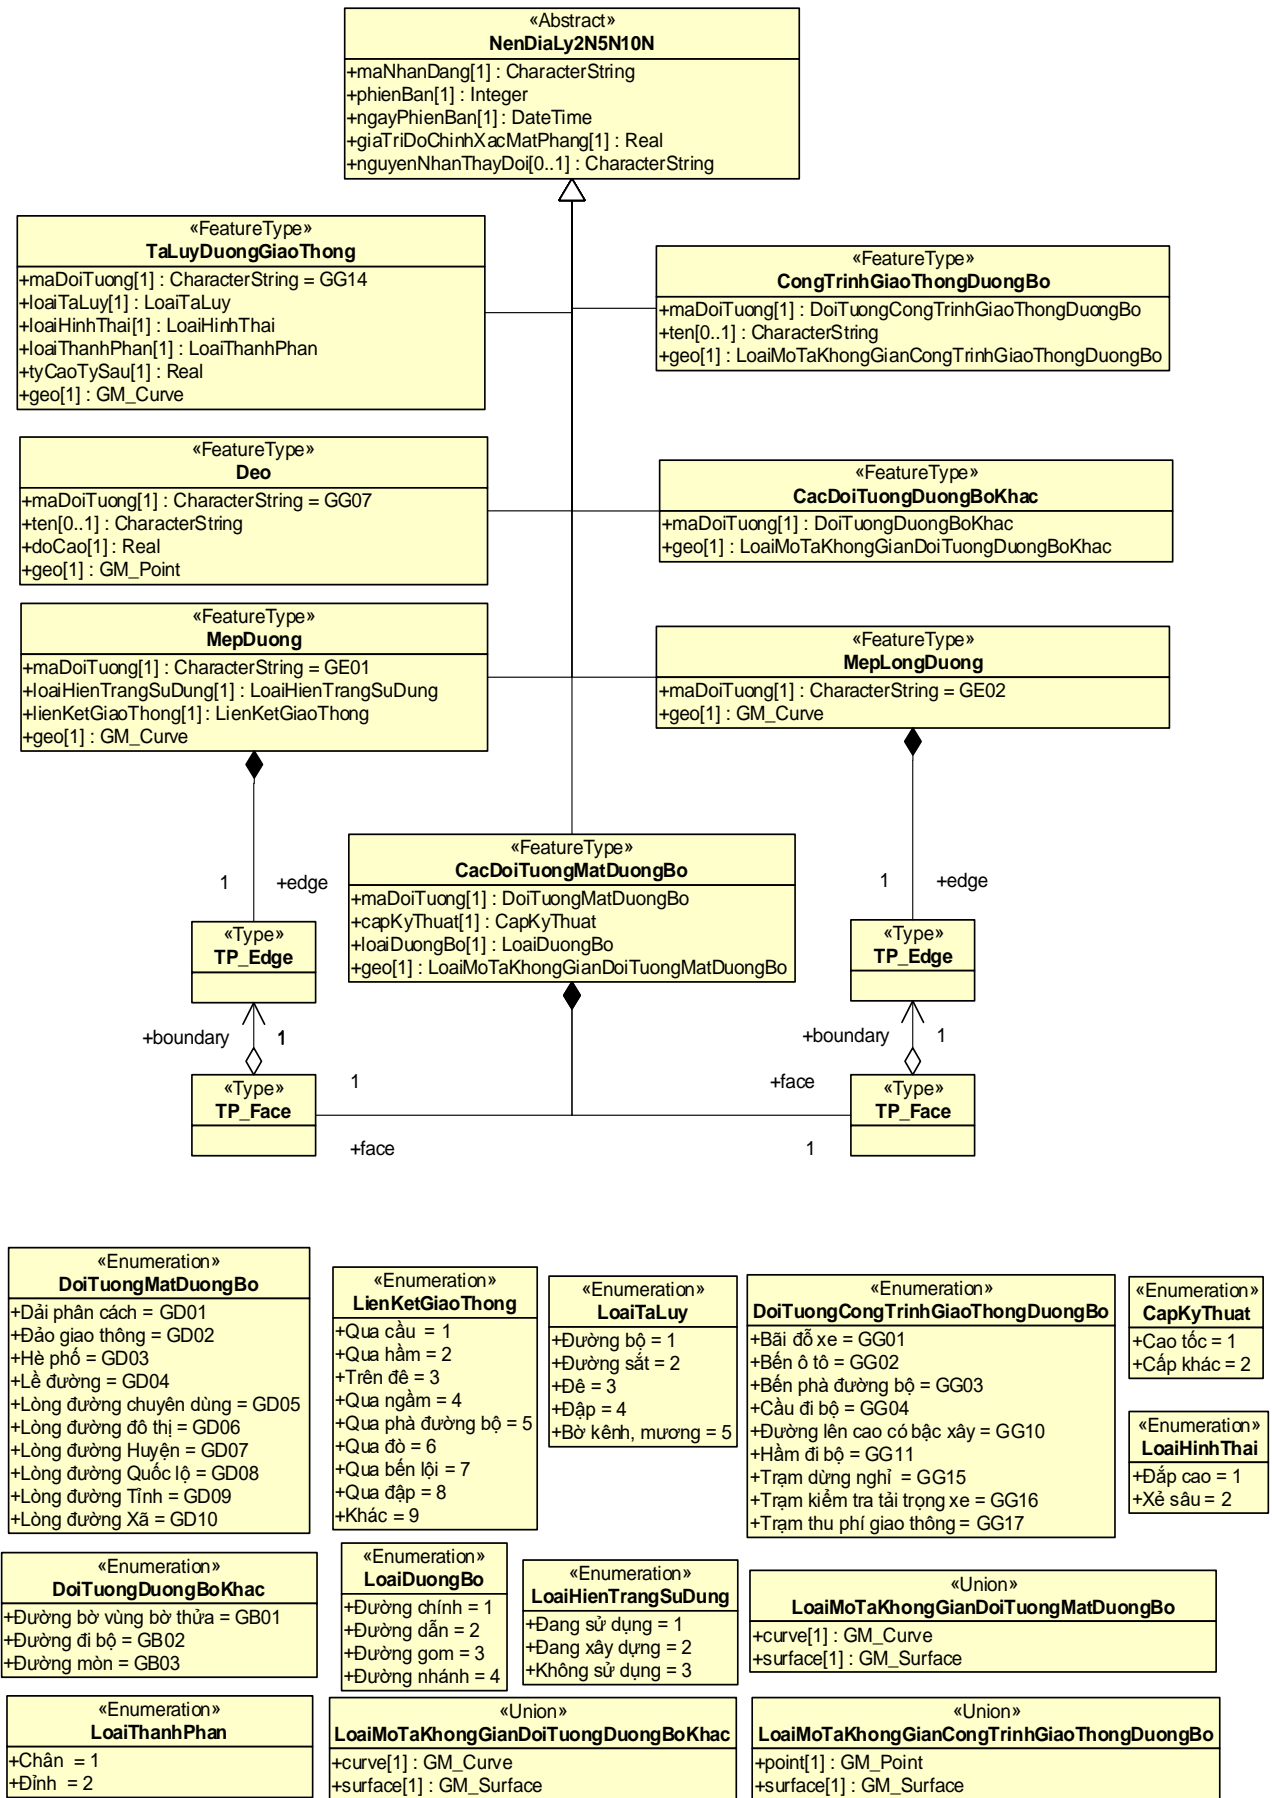 «Abstract»
NenDiaLy2N5N10N
+maNhanDang[1] : CharacterString
+phienBan[1] : Integer
+ngayPhienBan[1] : DateTime
+giaTriDoChinhXacMatPhang[1] : Real
+nguyenNhanThayDoi[0..1] : CharacterString
«FeatureType»
TaLuyDuongGiaoThong
+maDoiTuong[1] : CharacterString = GG14
+loaiTaLuy[1] : LoaiTaLuy
+loaiHinhThai[1] : LoaiHinhThai
+loaiThanhPhan[1] : LoaiThanhPhan
+tyCaoTySau[1] : Real
+geo[1] : GM_Curve
«FeatureType»
CongTrinhGiaoThongDuongBo
+maDoiTuong[1] : DoiTuongCongTrinhGiaoThongDuongBo
+ten[0..1] : CharacterString
+geo[1] : LoaiMoTaKhongGianCongTrinhGiaoThongDuongBo
«FeatureType»
Deo
+maDoiTuong[1] : CharacterString = GG07
+ten[0..1] : CharacterString
+doCao[1] : Real
+geo[1] : GM_Point
«FeatureType»
CacDoiTuongDuongBoKhac
+maDoiTuong[1] : DoiTuongDuongBoKhac
+geo[1] : LoaiMoTaKhongGianDoiTuongDuongBoKhac
«FeatureType»
MepDuong
+maDoiTuong[1] : CharacterString = GE01
+loaiHienTrangSuDung[1] : LoaiHienTrangSuDung
+lienKetGiaoThong[1] : LienKetGiaoThong
+geo[1] : GM_Curve
«FeatureType»
MepLongDuong
+maDoiTuong[1] : CharacterString = GE02
+geo[1] : GM_Curve
«FeatureType»
CacDoiTuongMatDuongBo
+maDoiTuong[1] : DoiTuongMatDuongBo
+capKyThuat[1] : CapKyThuat
+loaiDuongBo[1] : LoaiDuongBo
+geo[1] : LoaiMoTaKhongGianDoiTuongMatDuongBo
1 +edge
1 +edge
«Type»
TP_Edge
«Type»
TP_Edge
+boundary 1
+boundary 1
«Type»
TP_Face
«Type»
TP_Face
1
+face
+face
1
«Enumeration»
DoiTuongMatDuongBo
+Dải phân cách = GD01
+Đảo giao thông = GD02
+Hè phố = GD03
+Lề đường = GD04
+Lòng đường chuyên dùng = GD05
+Lòng đường đô thị = GD06
+Lòng đường Huyện = GD07
+Lòng đường Quốc lộ = GD08
+Lòng đường Tỉnh = GD09
+Lòng đường Xã = GD10
«Enumeration»
LienKetGiaoThong
+Qua cầu = 1
+Qua hầm = 2
+Trên đê = 3
+Qua ngầm = 4
+Qua phà đường bộ = 5
+Qua đò = 6
+Qua bến lội = 7
+Qua đập = 8
+Khác = 9
«Enumeration»
LoaiTaLuy
+Đường bộ = 1
+Đường sắt = 2
+Đê = 3
+Đập = 4
+Bờ kênh, mương = 5
«Enumeration»
DoiTuongCongTrinhGiaoThongDuongBo
+Bãi đỗ xe = GG01
+Bến ô tô = GG02
+Bến phà đường bộ = GG03
+Cầu đi bộ = GG04
+Đường lên cao có bậc xây = GG10
+Hầm đi bộ = GG11
+Trạm dừng nghỉ = GG15
+Trạm kiểm tra tải trọng xe = GG16
+Trạm thu phí giao thông = GG17
«Enumeration»
CapKyThuat
+Cao tốc = 1
+Cấp khác = 2
«Enumeration»
LoaiHinhThai
+Đắp cao = 1
+Xẻ sâu = 2
«Enumeration»
DoiTuongDuongBoKhac
+Đường bờ vùng bờ thửa = GB01
+Đường đi bộ = GB02
+Đường mòn = GB03
«Enumeration»
LoaiDuongBo
+Đường chính = 1
+Đường dẫn = 2
+Đường gom = 3
+Đường nhánh = 4
«Enumeration»
LoaiHienTrangSuDung
+Đang sử dụng = 1
+Đang xây dựng = 2
+Không sử dụng = 3
«Union»
LoaiMoTaKhongGianDoiTuongMatDuongBo
+curve[1] : GM_Curve
+surface[1] : GM_Surface
«Enumeration»
LoaiThanhPhan
+Chân = 1
+Đỉnh = 2
«Union»
LoaiMoTaKhongGianDoiTuongDuongBoKhac
+curve[1] : GM_Curve
+surface[1] : GM_Surface
«Union»
LoaiMoTaKhongGianCongTrinhGiaoThongDuongBo
+point[1] : GM_Point
+surface[1] : GM_Surface